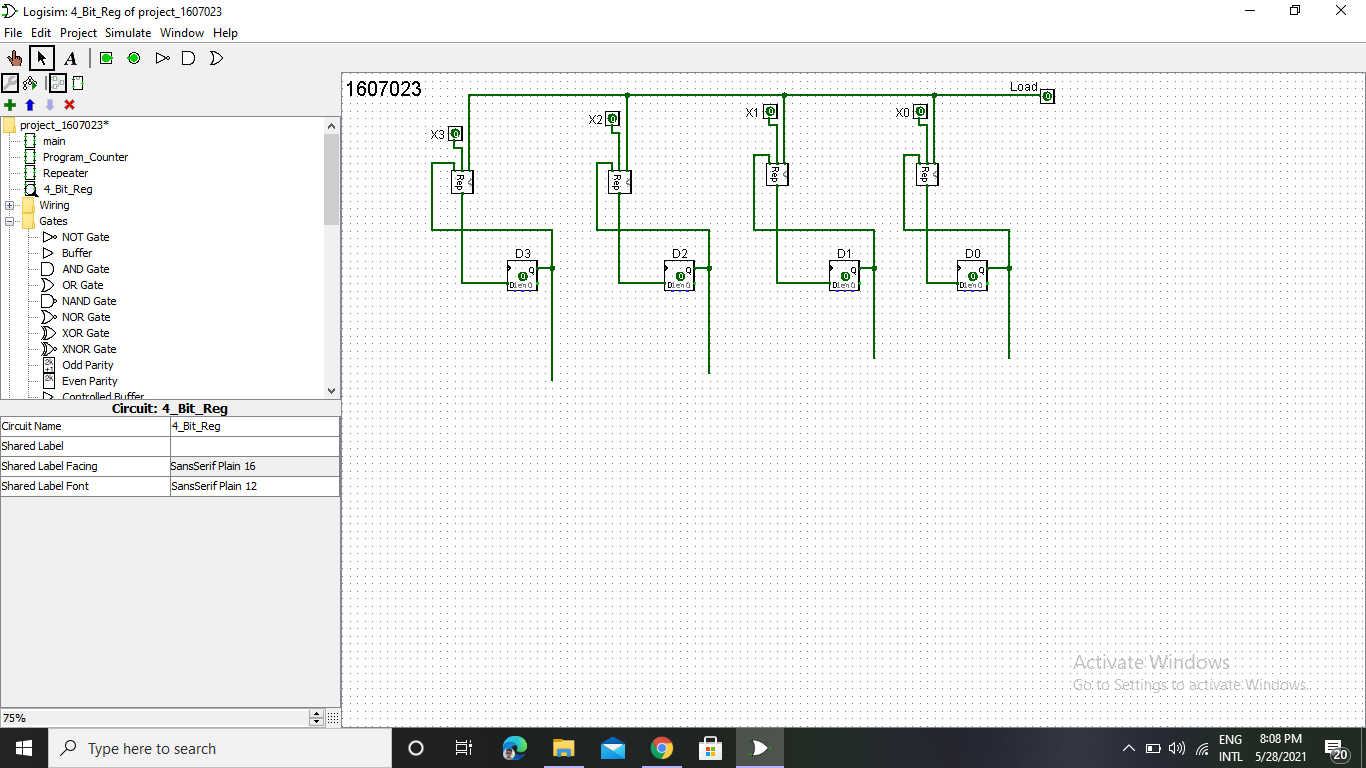 Logisim: 4_Bit_Reg of project_1607023
File Edit Project Simulate Window Help
A
project_1607023*
main
Program_Counter
Repeater
4_Bit_Reg
Wiring
Gates
NOT Gate
Buffer
AND Gate
OR Gate
NAND Gate
NOR Gate
XOR Gate
XNOR Gate
Odd Parity
Even Parity
Controlled Buffer
Circuit: 4_Bit_Reg
Circuit Name 4_Bit_Reg
Shared Label
Shared Label Facing SansSerif Plain 16
Shared Label Font SansSerif Plain 12
75%
1607023
Load 0
X3 0 X2 0 X1 0 X0 0
Rep Rep Rep Rep
D3 D2 D1 D0
Q Q Q Q
0 0 0 0
D 1 en 0 D 1 en 0 D 1 en 0 D 1 en 0
Activate Windows
Go to Settings to activate Windows.
Type here to search
ENG 8:08 PM
INTL 5/28/2021
20